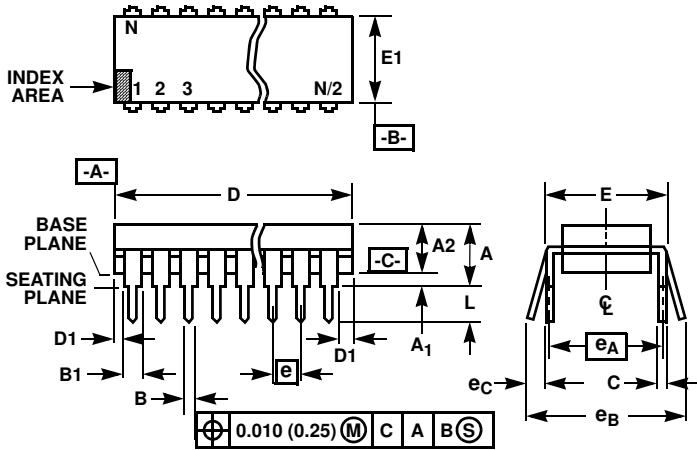 N
E1
INDEX
AREA
1 2 3 N/2
-B-
-A-
D
E
BASE
PLANE
A2
A
-C-
SEATING
PLANE
L
C L
D1
A1
D1
eA
B1
e
eC
C
B
eB
0.010 (0.25) M C A B S